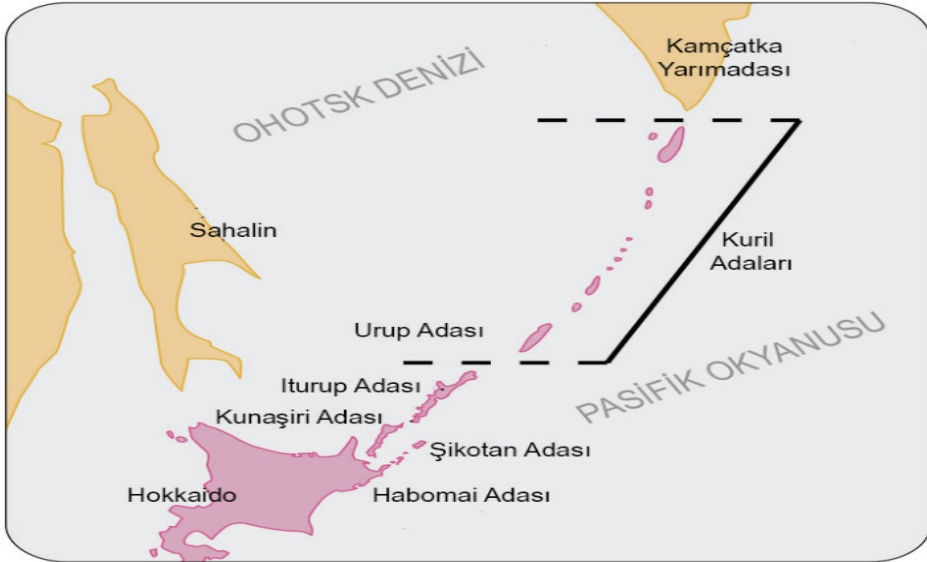 Kamçatka
Yarımadası
OHOTSK DENİZİ
Sahalin
Kuril
Adaları
Urup Adası
PASİFİK OKYANUSU
Iturup Adası
Kunaşiri Adası
Şikotan Adası
Hokkaido
Habomai Adası